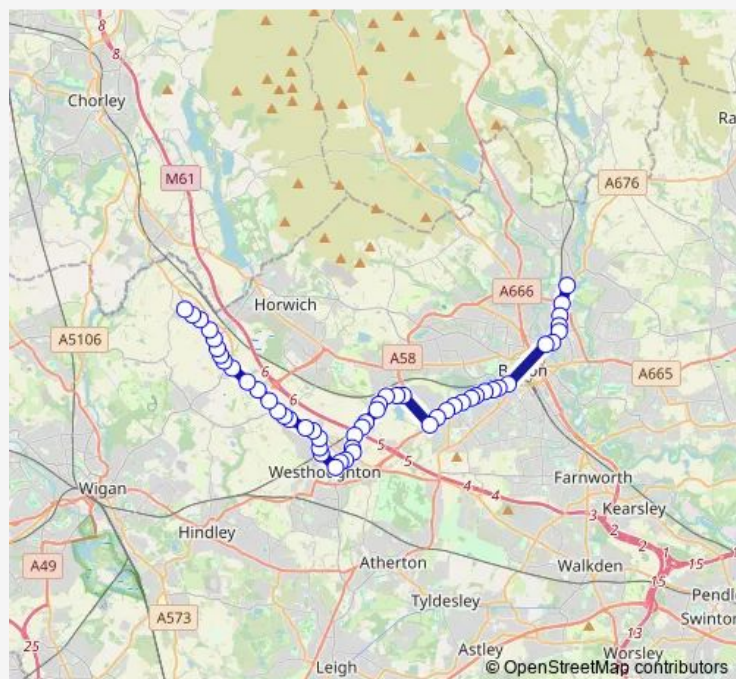 8
8
Chorley
Ra
M61
A676
Horwich
A666
A5106
A58
A665
6
6
B
n
5
5
Westhoughton
4
4
Farnworth
Wigan
Kearsley
3
2
2
1
15
15
Hindley
Atherton
Walkden
A49
Pendl
Tyldesley
A573
Swinton
13
25
Astley
Worsley
Leigh
© OpenStreetMap contributors